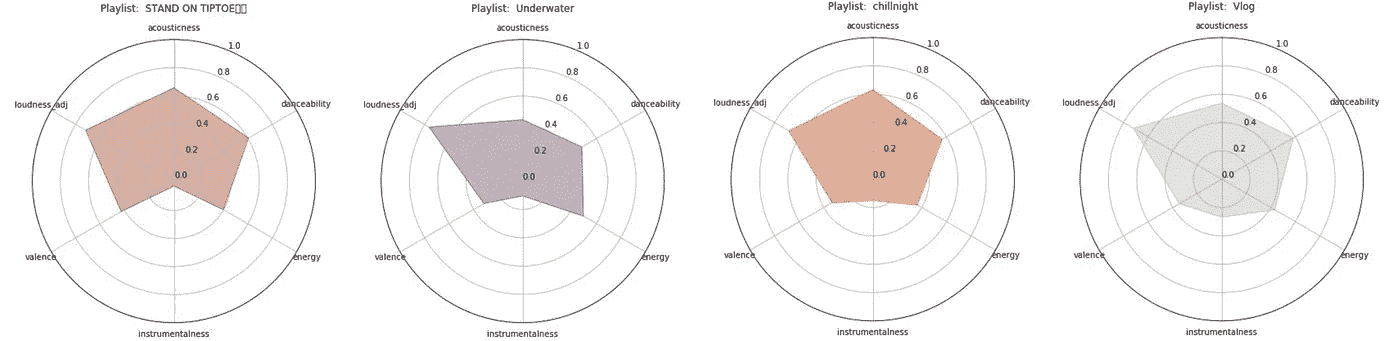 Playlist: STAND ON TIPTOE▯▯
acousticness
1.0
0.8
loudness_adj
danceability
0.6
0.4
0.2
0.0
valence
energy
instrumentalness
Playlist: Underwater
acousticness
1.0
0.8
loudness_adj
danceability
0.6
0.4
0.2
0.0
valence
energy
instrumentalness
Playlist: chillnight
acousticness
1.0
0.8
loudness_adj
danceability
0.6
0.4
0.2
0.0
valence
energy
instrumentalness
Playlist: Vlog
acousticness
1.0
0.8
loudness_adj
danceability
0.6
0.4
0.2
0.0
valence
energy
instrumentalness